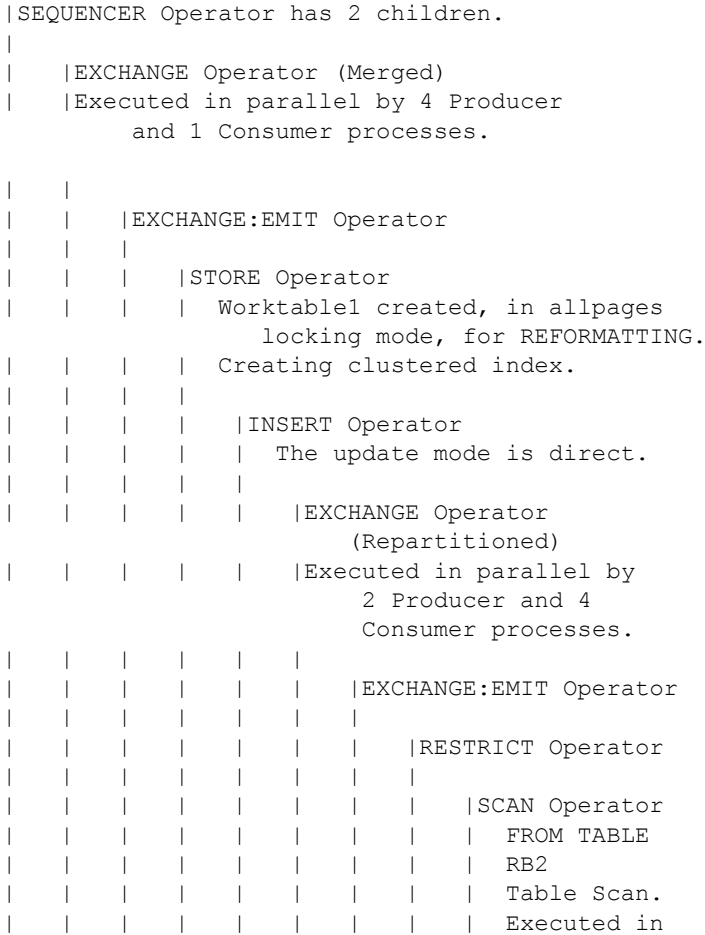 |SEQUENCER Operator has 2 children.
|
|   |EXCHANGE Operator (Merged)
|   |Executed in parallel by 4 Producer
         and 1 Consumer processes.
|   |
|   |   |EXCHANGE:EMIT Operator
|   |   |
|   |   |   |STORE Operator
|   |   |   |  Worktable1 created, in allpages
                 locking mode, for REFORMATTING.
|   |   |   |  Creating clustered index.
|   |   |   |
|   |   |   |   |INSERT Operator
|   |   |   |   |  The update mode is direct.
|   |   |   |   |
|   |   |   |   |   |EXCHANGE Operator
                        (Repartitioned)
|   |   |   |   |   |Executed in parallel by
                         2 Producer and 4
                         Consumer processes.
|   |   |   |   |   |
|   |   |   |   |   |   |EXCHANGE:EMIT Operator
|   |   |   |   |   |   |
|   |   |   |   |   |   |   |RESTRICT Operator
|   |   |   |   |   |   |   |
|   |   |   |   |   |   |   |   |SCAN Operator
|   |   |   |   |   |   |   |   |  FROM TABLE
|   |   |   |   |   |   |   |   |  RB2
|   |   |   |   |   |   |   |   |  Table Scan.
|   |   |   |   |   |   |   |   |  Executed in